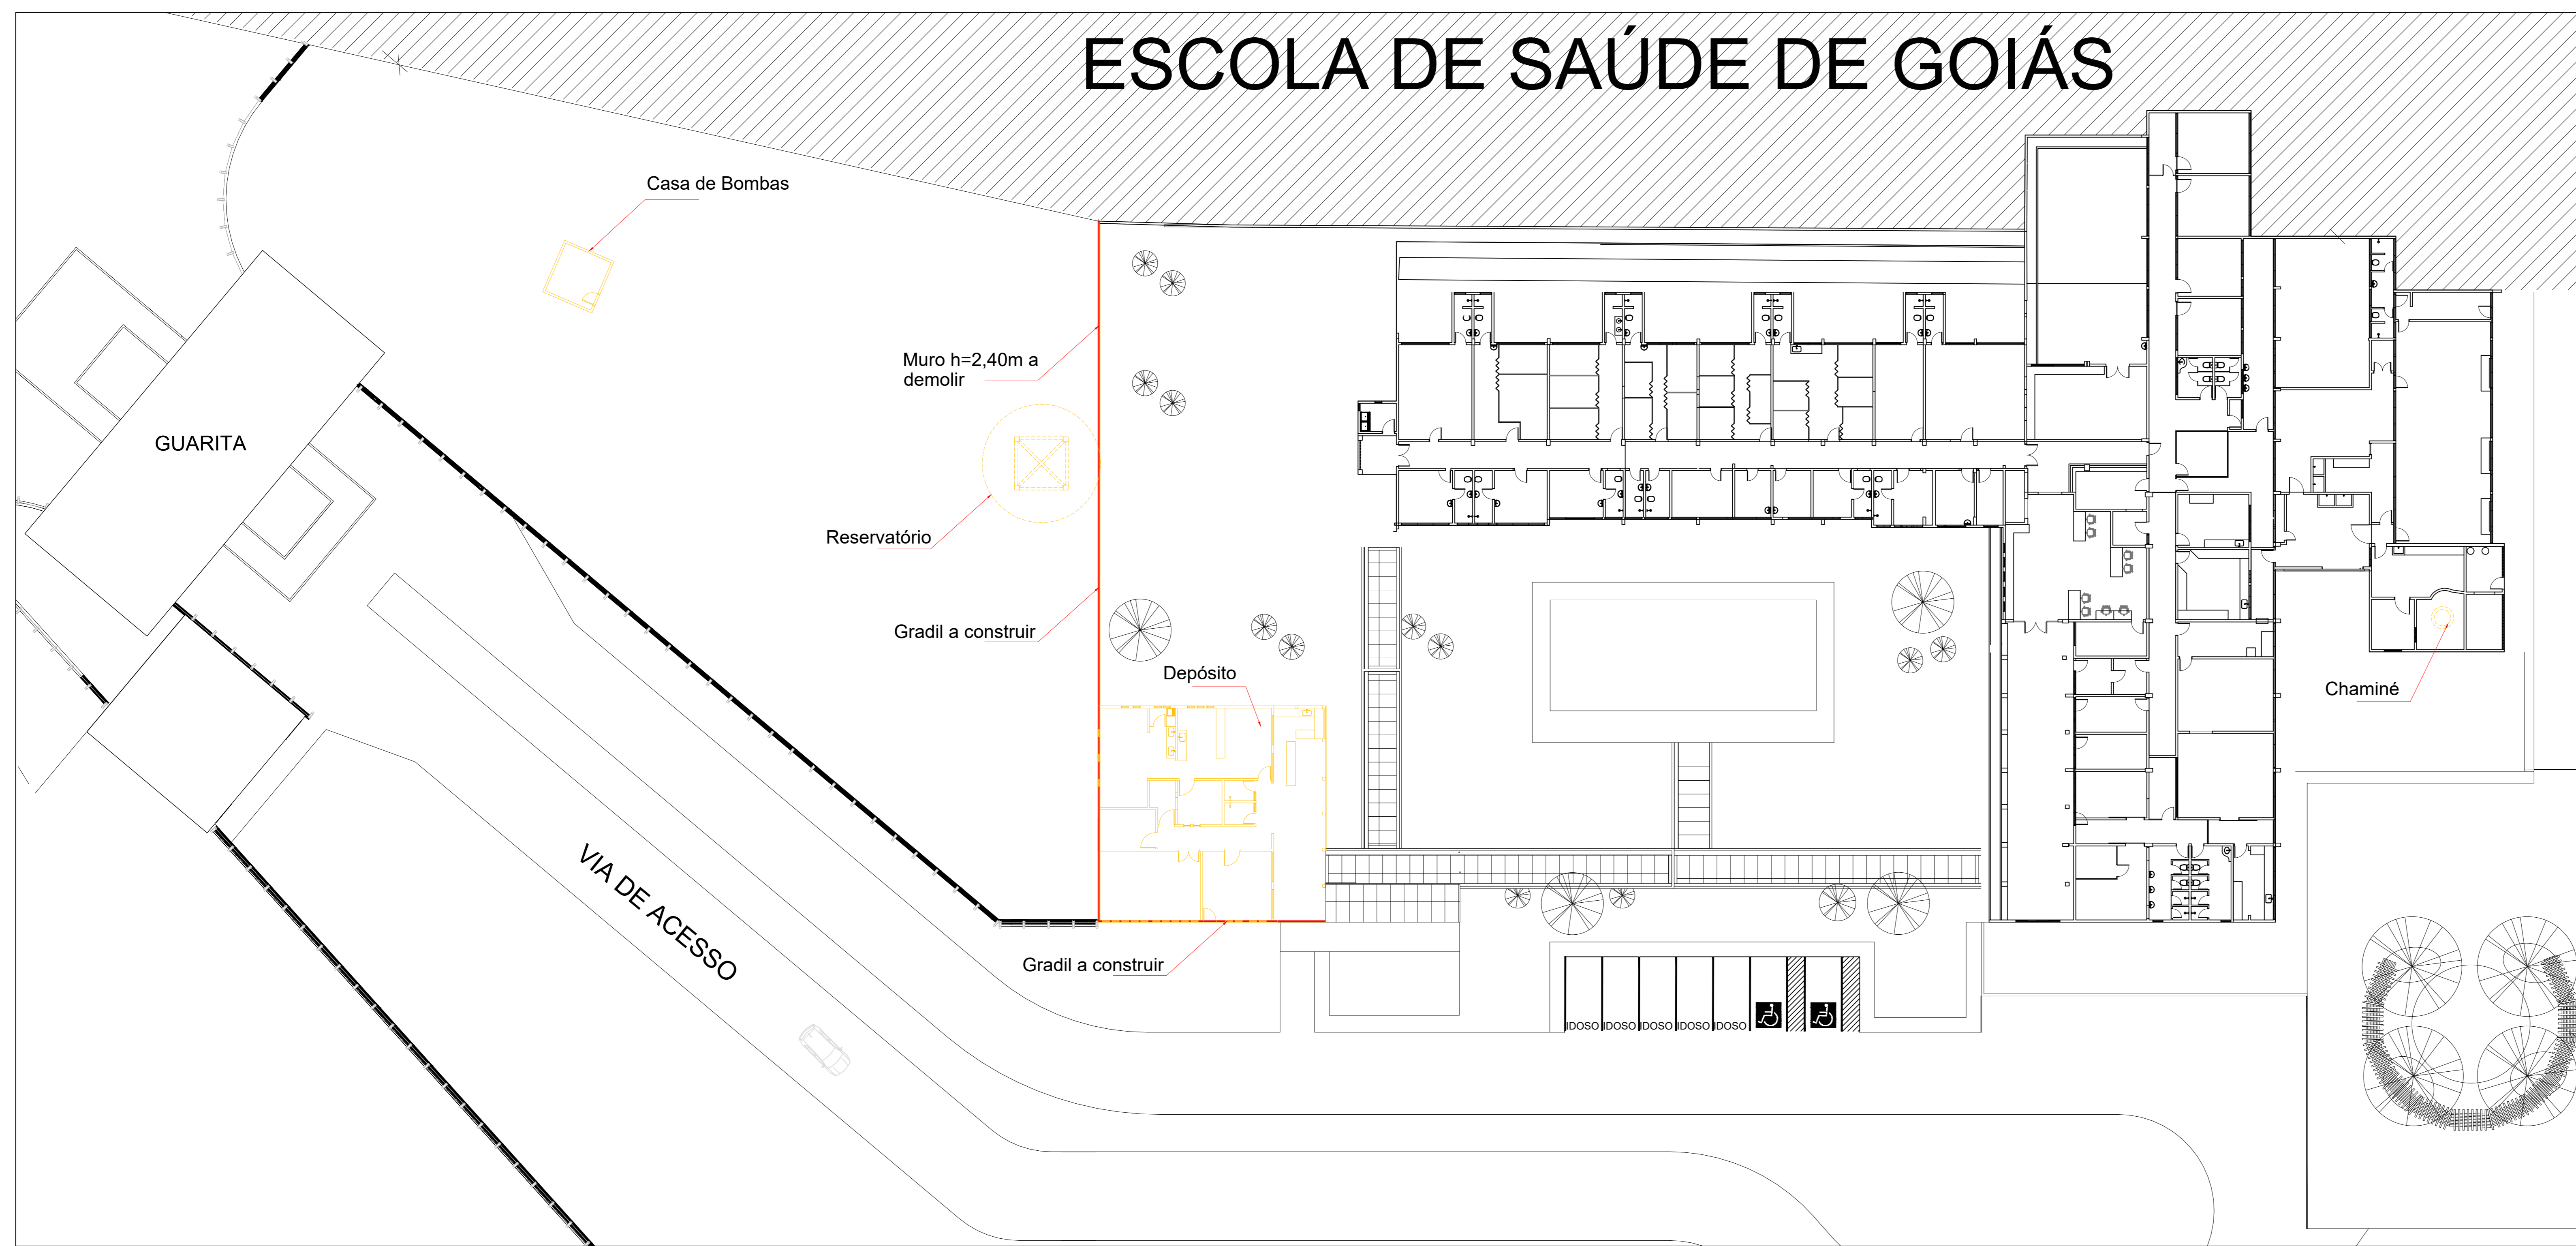 ESCOLA DE SAÚDE DE GOIÁS
Casa de Bombas
Muro h=2,40m a
demolir
GUARITA
Reservatório
Gradil a construir
Depósito
Chaminé
VIA DE ACESSO
Gradil a construir
IDOSO IDOSO IDOSO IDOSO IDOSO